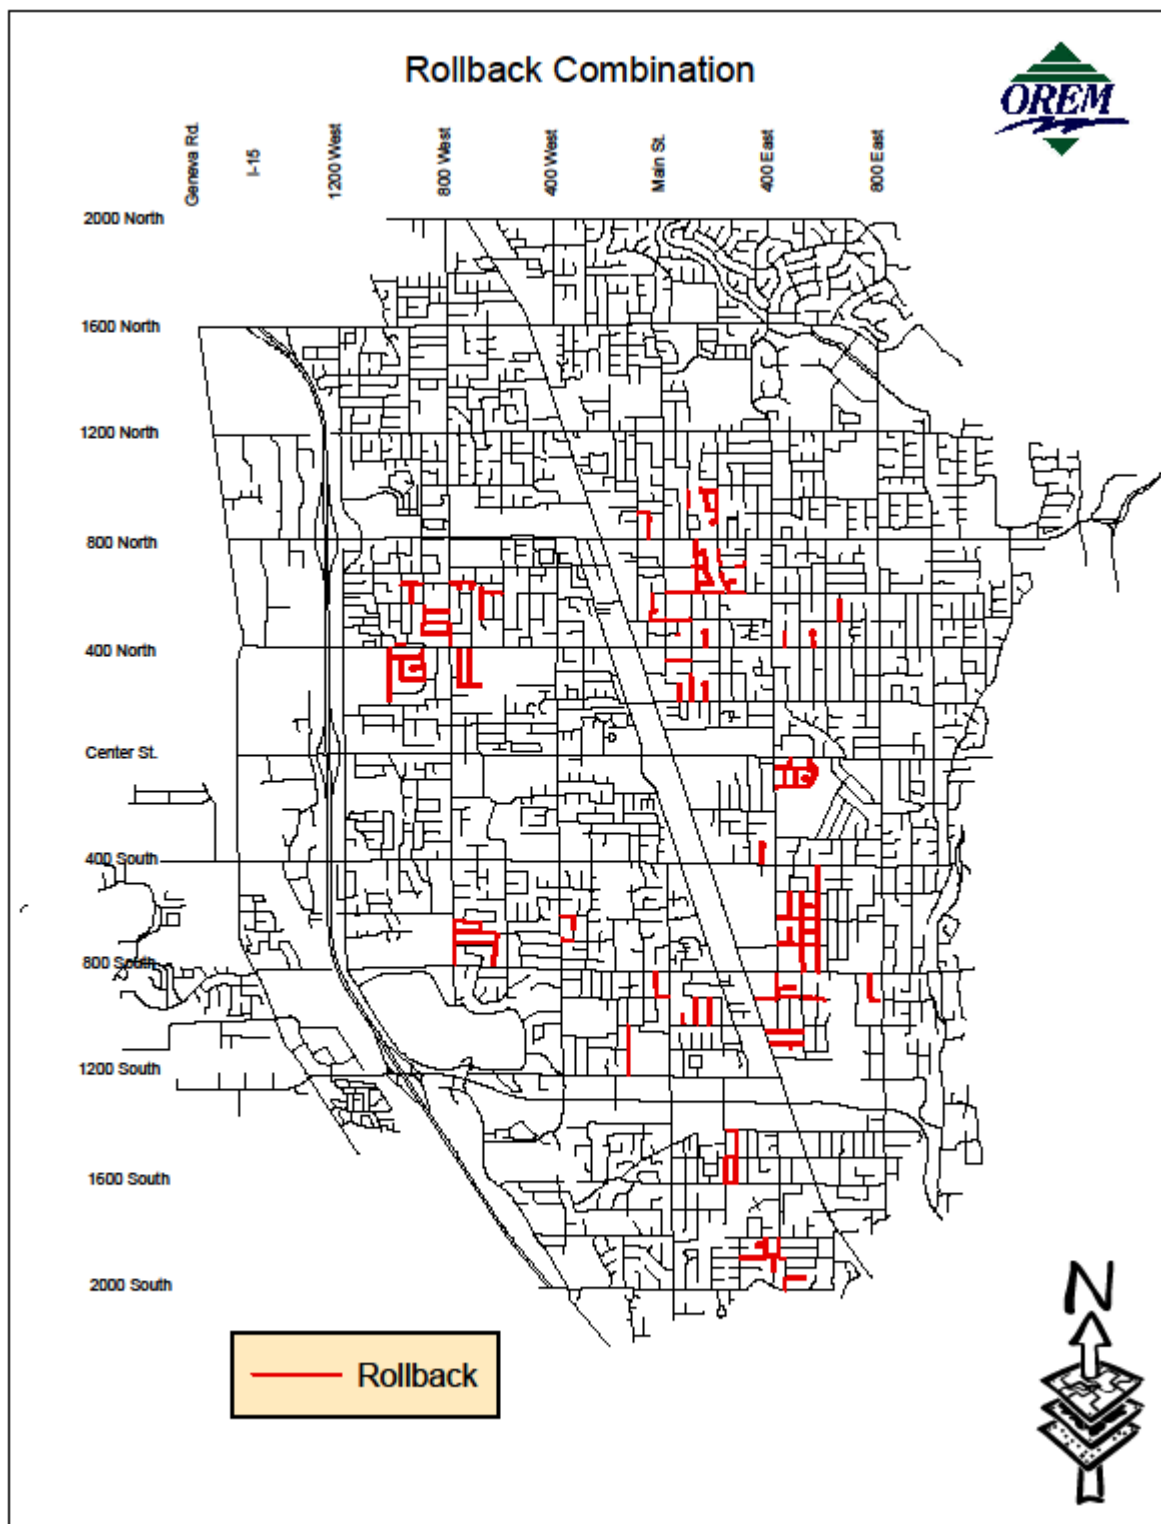 Rollback Combination
OREM
Geneva Rd.
I-15
1200 West
800 West
400 West
Main St.
400 East
800 East
2000 North
1600 North
1200 North
800 North
400 North
Center St.
400 South
800 South
1200 South
1600 South
2000 South
Rollback
N